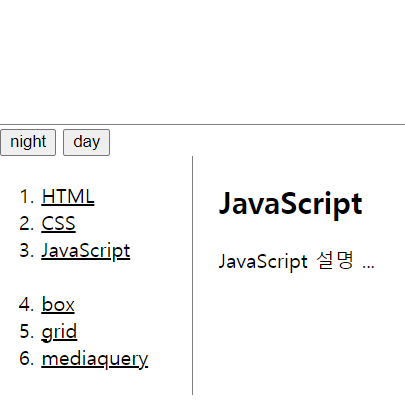 night day
1. HTML
2. CSS
3. JavaScript
4. box
5. grid
6. mediaquery
JavaScript
JavaScript 설명 ...